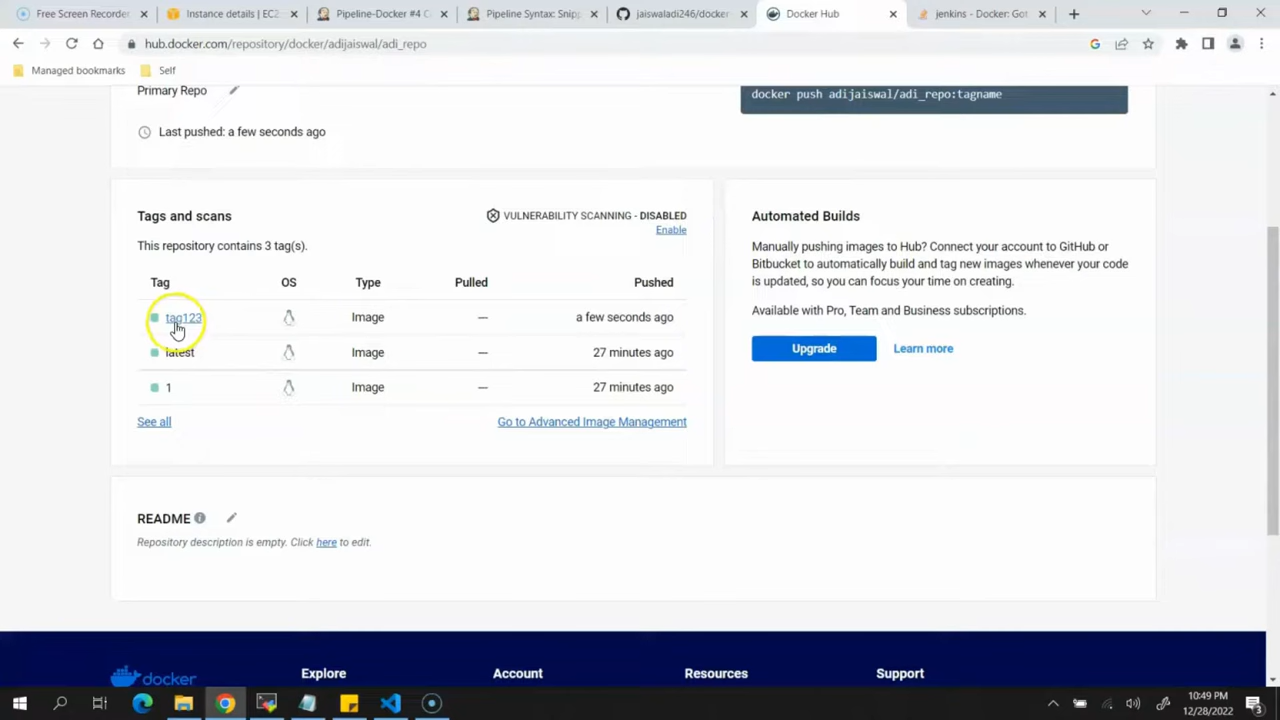 Free Screen Recorder
Instance details | EC2
Pipeline-Docker #4 C
Pipeline Syntax: Snipp
jaiswaladi246/docker
Docker Hub
jenkins - Docker: Got
hub.docker.com/repository/docker/adijaiswal/adi_repo
Managed bookmarks
Self
Primary Repo
docker push adijaiswal/adi_repo:tagname
Last pushed: a few seconds ago
Tags and scans
VULNERABILITY SCANNING - DISABLED
Enable
This repository contains 3 tag(s).
Tag OS Type Pulled Pushed
tag123 Image --- a few seconds ago
latest Image --- 27 minutes ago
1 Image --- 27 minutes ago
See all
Go to Advanced Image Management
Automated Builds
Manually pushing images to Hub? Connect your account to GitHub or
Bitbucket to automatically build and tag new images whenever your code
is updated, so you can focus your time on creating.
Available with Pro, Team and Business subscriptions.
Upgrade
Learn more
README
Repository description is empty. Click here to edit.
docker
Explore
Account
Resources
Support
10:49 PM
12/28/2022
3